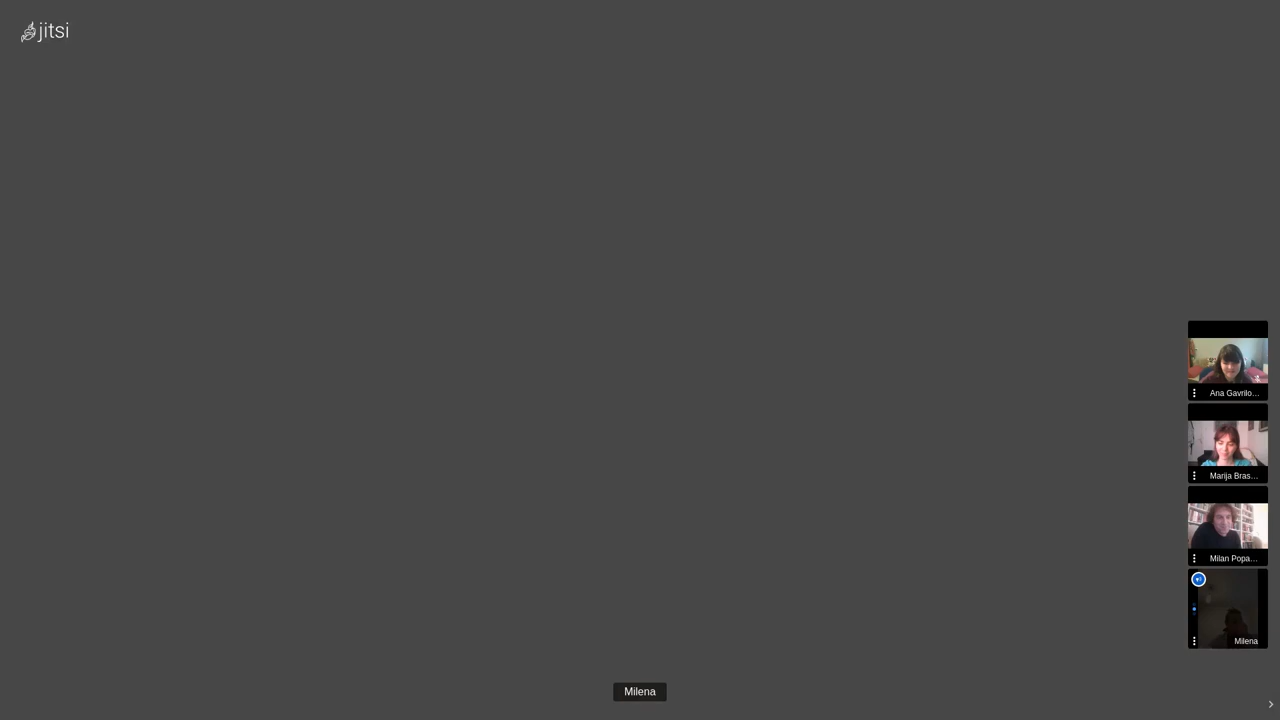 jitsi
Ana Gavrilo...
Marija Bras...
Milan Popa...
Milena
Milena